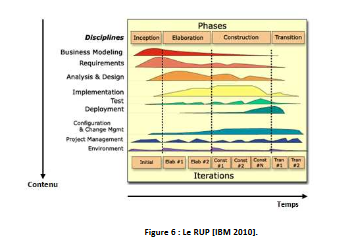 Phases
Disciplines
Inception Elaboration Construction Transition
Business Modeling
Requirements
Analysis & Design
Implementation
Test
Deployment
Configuration
& Change Mgmt
Project Management
Environment
Initial Elab #1 Elab #2 Const #1 Const #2 Const #N Tran #1 Tran #2
Iterations
Contenu
Temps
Figure 6 : Le RUP [IBM 2010].